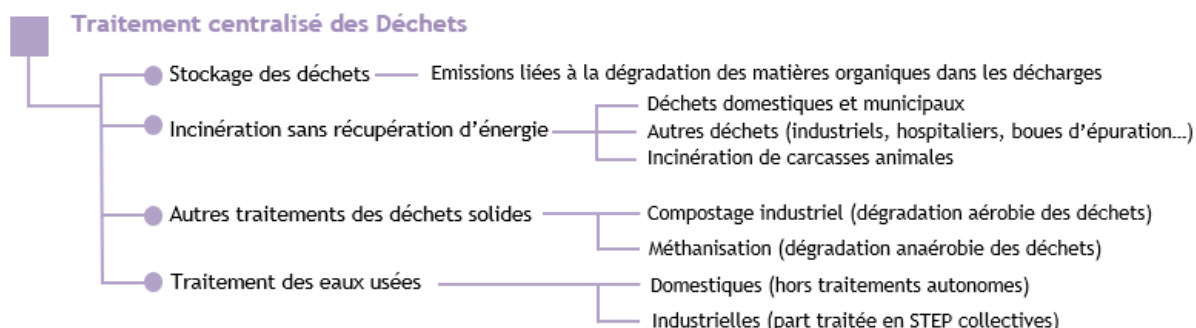 Traitement centralisé des Déchets
Stockage des déchets
Emissions liées à la dégradation des matières organiques dans les décharges
Incinération sans récupération d’énergie
Déchets domestiques et municipaux
Autres déchets (industriels, hospitaliers, boues d’épuration...)
Incinération de carcasses animales
Autres traitements des déchets solides
Compostage industriel (dégradation aérobie des déchets)
Méthanisation (dégradation anaérobie des déchets)
Traitement des eaux usées
Domestiques (hors traitements autonomes)
Industrielles (part traitée en STEP collectives)